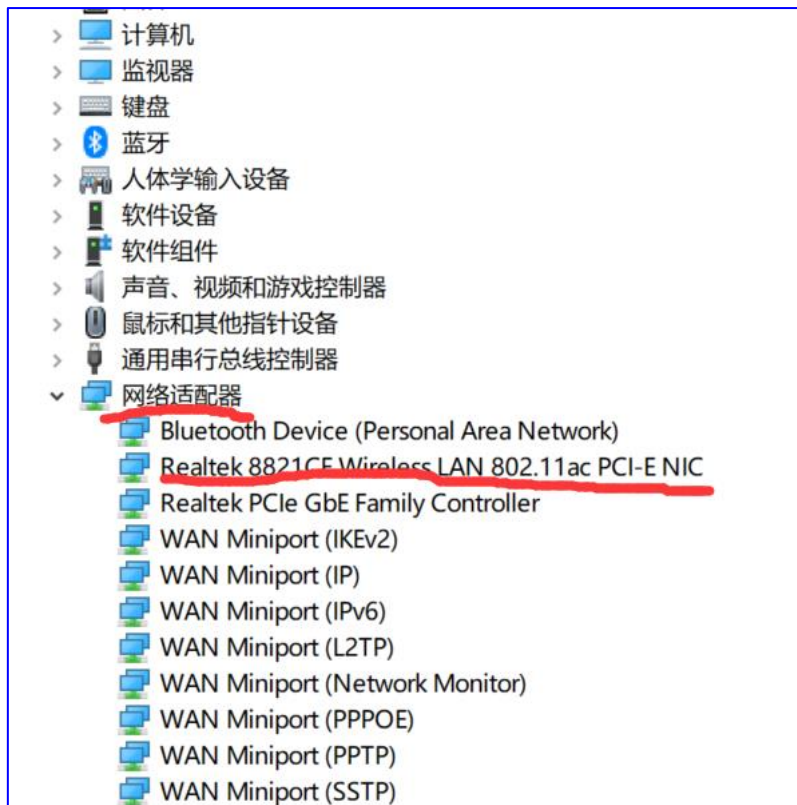 计算机
监视器
键盘
蓝牙
人体学输入设备
软件设备
软件组件
声音、视频和游戏控制器
鼠标和其他指针设备
通用串行总线控制器
网络适配器
Bluetooth Device (Personal Area Network)
Realtek 8821CE Wireless LAN 802.11ac PCI-E NIC
Realtek PCIe GbE Family Controller
WAN Miniport (IKEv2)
WAN Miniport (IP)
WAN Miniport (IPv6)
WAN Miniport (L2TP)
WAN Miniport (Network Monitor)
WAN Miniport (PPPOE)
WAN Miniport (PPTP)
WAN Miniport (SSTP)